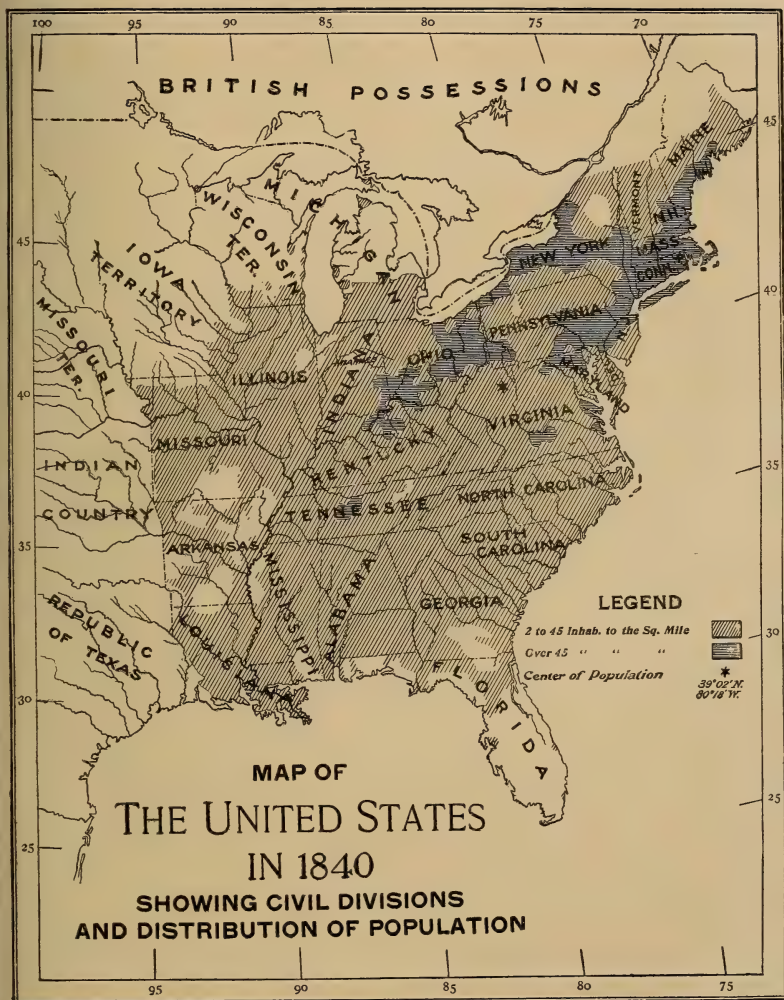 100 95 90 85 80 75 70
BRITISH POSSESSIONS
45
MAINE
VERMONT
N.H.
MASS.
CONN.
NEW YORK
MICHIGAN
WISCONSIN
TER.
45
IOWA
TERRITORY
40
PENNSYLVANIA
N.J.
MISSOURI
TER.
OHIO
INDIANA
ILLINOIS
MARYLAND
40
VIRGINIA
MISSOURI
KENTUCKY
35
INDIAN
COUNTRY
TENNESSEE
NORTH CAROLINA
SOUTH
CAROLINA
35
ARKANSAS
MISSISSIPPI
ALABAMA
GEORGIA
REPUBLIC
OF TEXAS
LOUISIANA
FLORIDA
LEGEND
2 to 45 Inhab. to the Sq. Mile
Over 45 " " "
Center of Population
39°02'N.
80°18'W.
30
30
25
MAP OF
THE UNITED STATES
IN 1840
SHOWING CIVIL DIVISIONS
AND DISTRIBUTION OF POPULATION
25
95 90 85 80 75